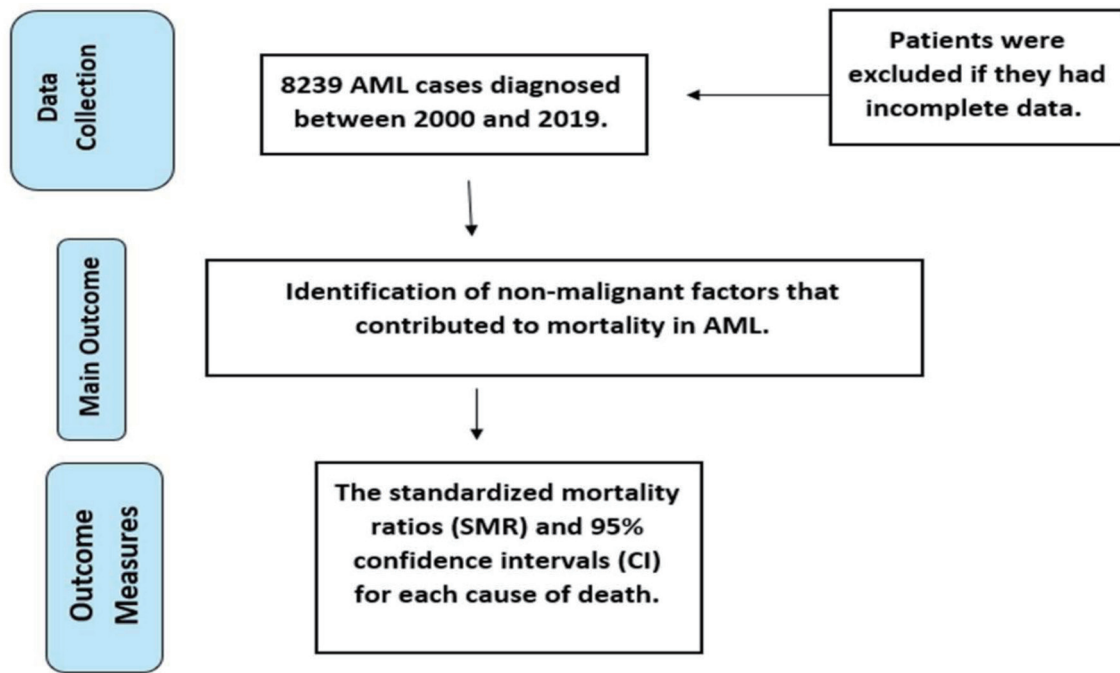 Data
Collection
8239 AML cases diagnosed
between 2000 and 2019.
Patients were
excluded if they had
incomplete data.
Main Outcome
Identification of non-malignant factors that
contributed to mortality in AML.
Outcome
Measures
The standardized mortality
ratios (SMR) and 95%
confidence intervals (CI)
for each cause of death.